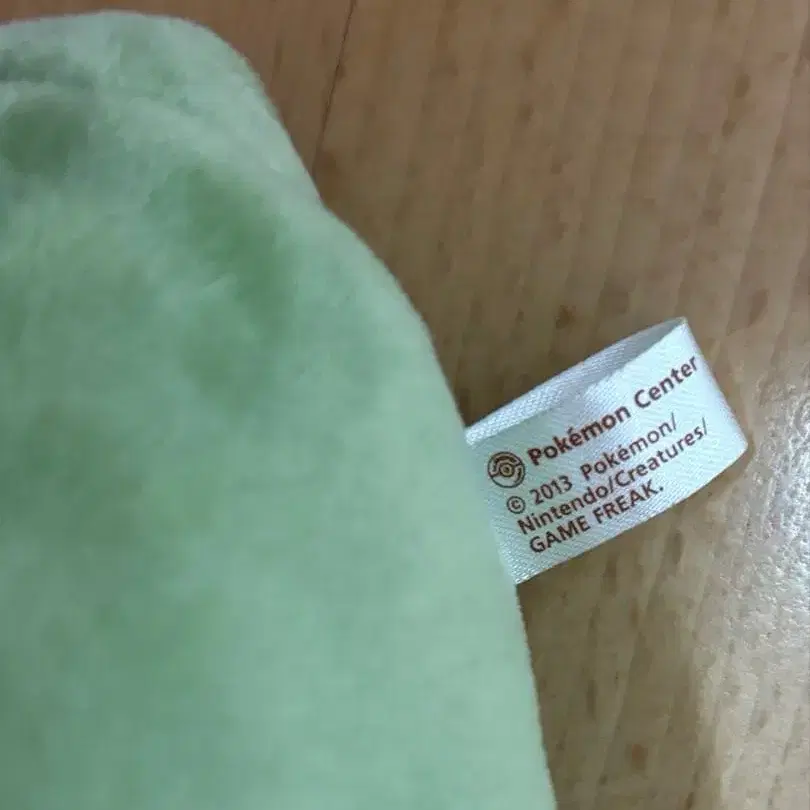 Pokémon Center
© 2013 Pokémon/
Nintendo/Creatures/
GAME FREAK.